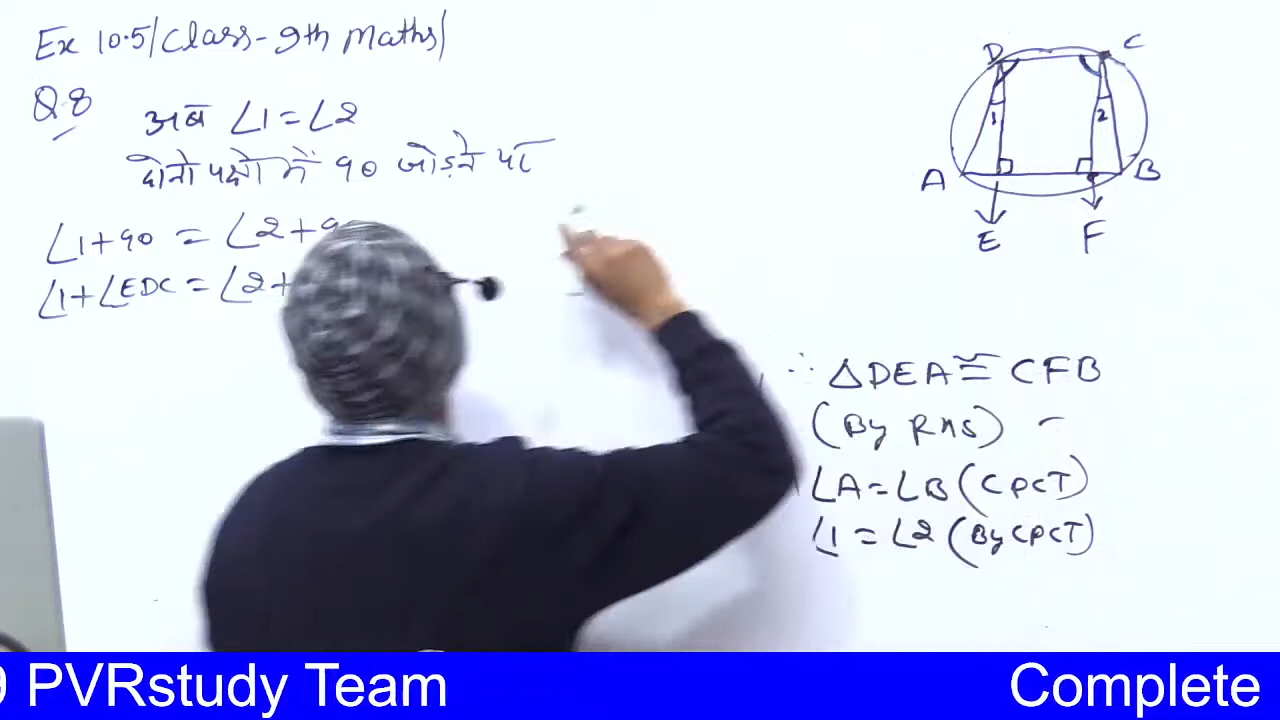 Ex 10.5/Class-9th Maths/
Q.8
अब ∠1=∠2
दोनो पक्षो में 90 जोड़ने पर
∠1+90 = ∠2+9
∠1+∠EDC = ∠2+
D C
1 2
A B
E F
∴ △DEA ≅ CFB
(By RHS)
∠A=∠B (CPCT)
∠1 = ∠2 (By CPCT)
PVRstudy Team Complete